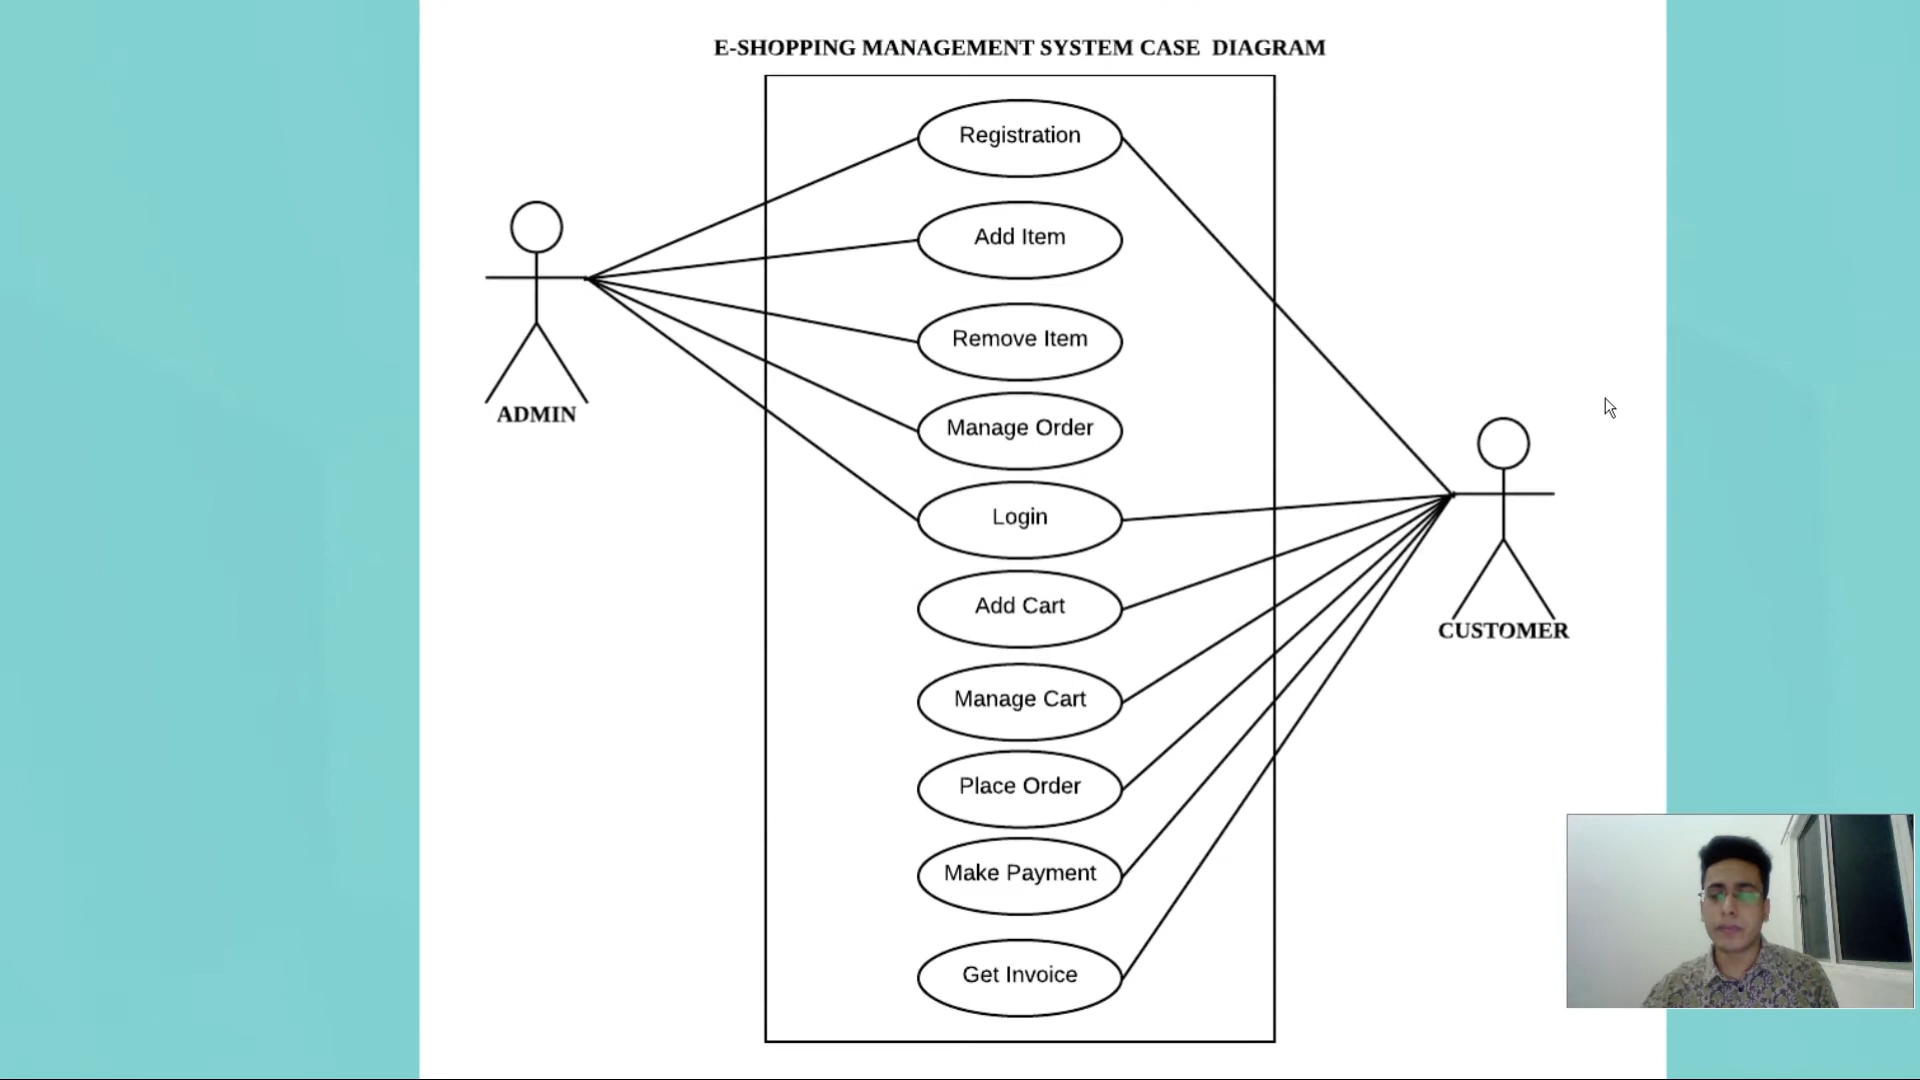 E-SHOPPING MANAGEMENT SYSTEM CASE DIAGRAM
Registration
Add Item
Remove Item
ADMIN
Manage Order
Login
Add Cart
CUSTOMER
Manage Cart
Place Order
Make Payment
Get Invoice